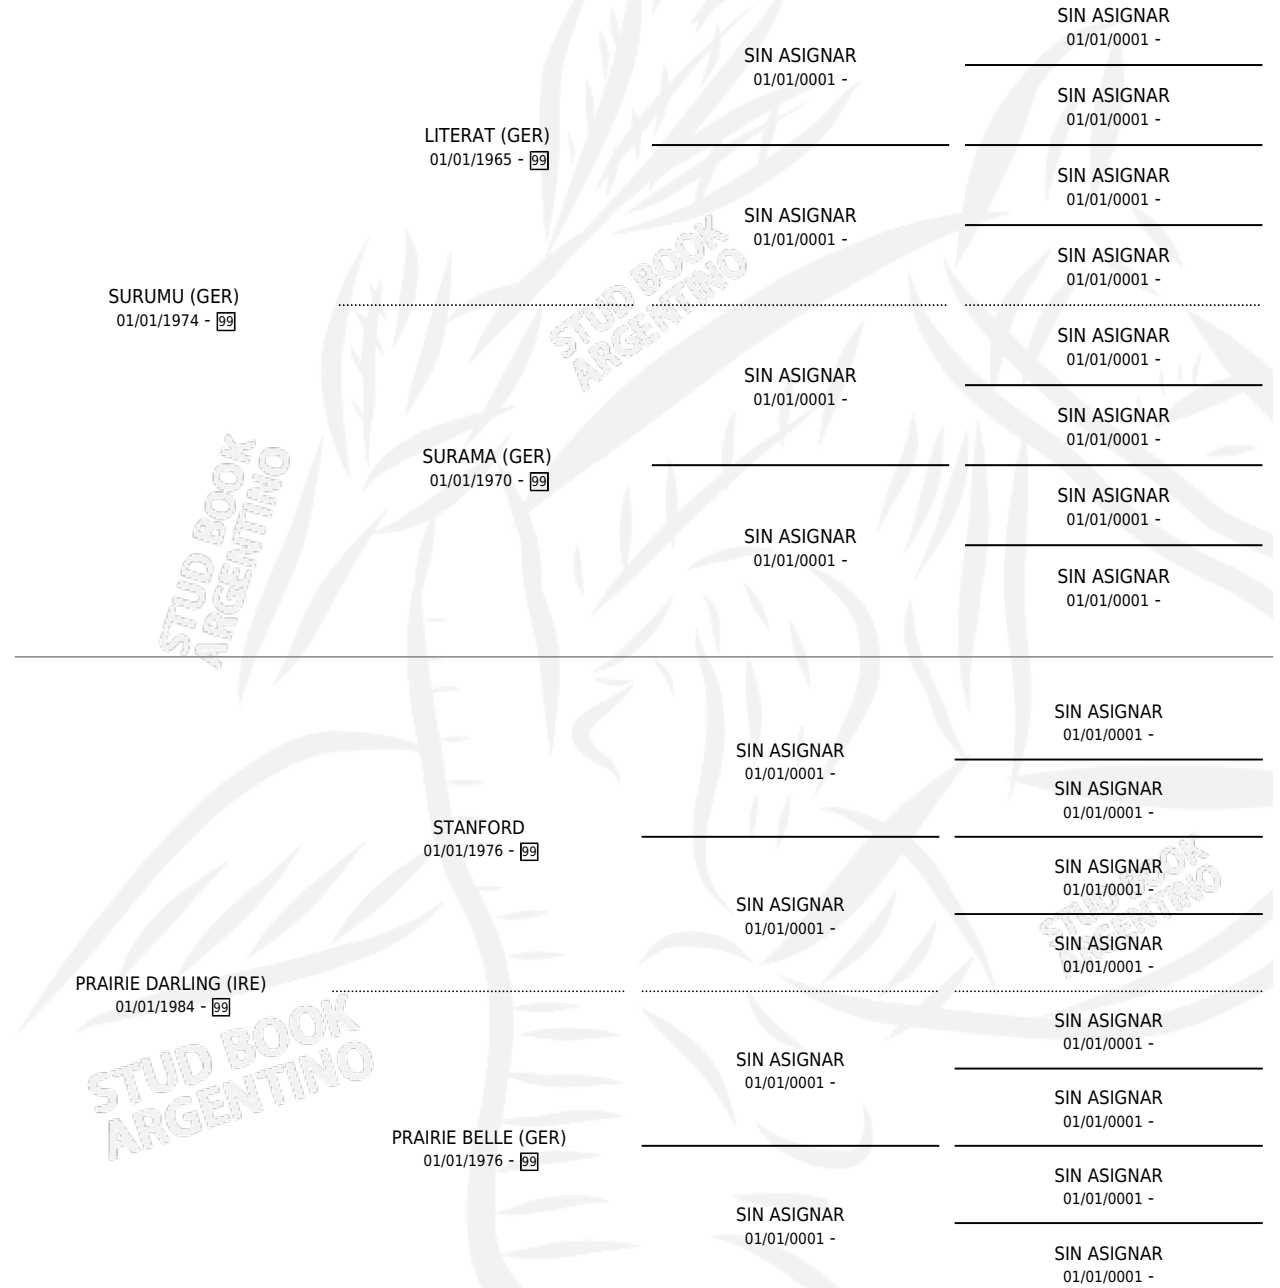 SIN ASIGNAR
01/01/0001 -
SIN ASIGNAR
01/01/0001 -
SIN ASIGNAR
01/01/0001 -
LITERAT (GER)
01/01/1965 - 99
SIN ASIGNAR
01/01/0001 -
SIN ASIGNAR
01/01/0001 -
SIN ASIGNAR
01/01/0001 -
SURUMU (GER)
01/01/1974 - 99
STUD BOOK
ARGENTINO
SIN ASIGNAR
01/01/0001 -
SIN ASIGNAR
01/01/0001 -
SIN ASIGNAR
01/01/0001 -
SURAMA (GER)
01/01/1970 - 99
SIN ASIGNAR
01/01/0001 -
SIN ASIGNAR
01/01/0001 -
SIN ASIGNAR
01/01/0001 -
STUD BOOK
ARGENTINO
SIN ASIGNAR
01/01/0001 -
SIN ASIGNAR
01/01/0001 -
SIN ASIGNAR
01/01/0001 -
STANFORD
01/01/1976 - 99
SIN ASIGNAR
01/01/0001 -
SIN ASIGNAR
01/01/0001 -
STUD BOOK
ARGENTINO
SIN ASIGNAR
01/01/0001 -
PRAIRIE DARLING (IRE)
01/01/1984 - 99
STUD BOOK
ARGENTINO
SIN ASIGNAR
01/01/0001 -
SIN ASIGNAR
01/01/0001 -
SIN ASIGNAR
01/01/0001 -
PRAIRIE BELLE (GER)
01/01/1976 - 99
SIN ASIGNAR
01/01/0001 -
SIN ASIGNAR
01/01/0001 -
SIN ASIGNAR
01/01/0001 -